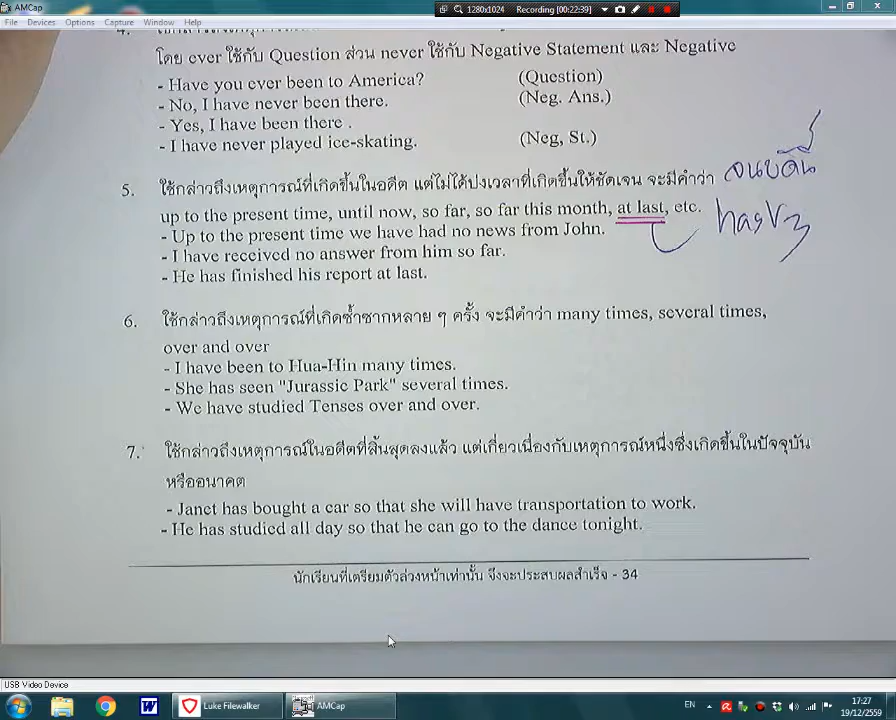 AMCap
1280x1024 Recording [00:22:39]
File Devices Options Capture Window Help
4.
โดย ever ใช้กับ Question ส่วน never ใช้กับ Negative Statement และ Negative
- Have you ever been to America? (Question)
- No, I have never been there. (Neg. Ans.)
- Yes, I have been there .
- I have never played ice-skating. (Neg, St.)
5. ใช้กล่าวถึงเหตุการณ์ที่เกิดขึ้นในอดีต แต่ไม่ได้บ่งเวลาที่เกิดขึ้นให้ชัดเจน จะมีคำว่า
up to the present time, until now, so far, so far this month, at last, etc.
has V3
- Up to the present time we have had no news from John.
- I have received no answer from him so far.
- He has finished his report at last.
6. ใช้กล่าวถึงเหตุการณ์ที่เกิดซ้ำซากหลาย ๆ ครั้ง จะมีคำว่า many times, several times,
over and over
- I have been to Hua-Hin many times.
- She has seen "Jurassic Park" several times.
- We have studied Tenses over and over.
7. ใช้กล่าวถึงเหตุการณ์ในอดีตที่สิ้นสุดลงแล้ว แต่เกี่ยวเนื่องกับเหตุการณ์หนึ่งซึ่งเกิดขึ้นในปัจจุบัน
หรืออนาคต
- Janet has bought a car so that she will have transportation to work.
- He has studied all day so that he can go to the dance tonight.
นักเรียนที่เตรียมตัวล่วงหน้าเท่านั้น จึงจะประสบผลสำเร็จ - 34
USB Video Device
Luke Filewalker AMCap EN 17:27
19/12/2559